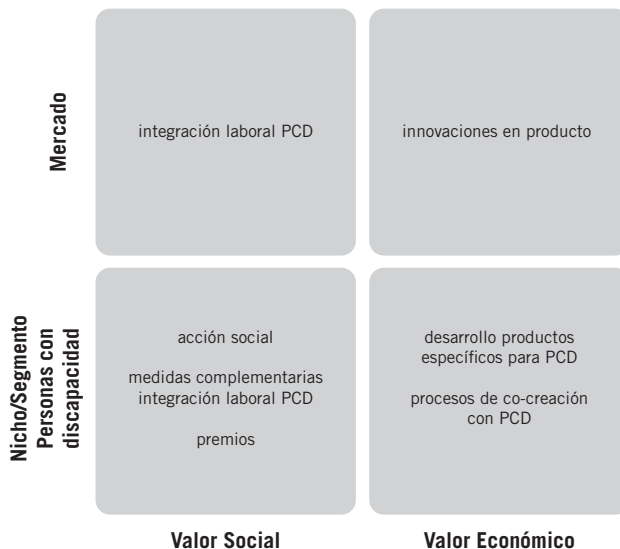 Mercado
integración laboral PCD
innovaciones en producto
Nicho/Segmento
Personas con
discapacidad
acción social
medidas complementarias
integración laboral PCD
premios
desarrollo productos
específicos para PCD
procesos de co-creación
con PCD
Valor Social
Valor Económico